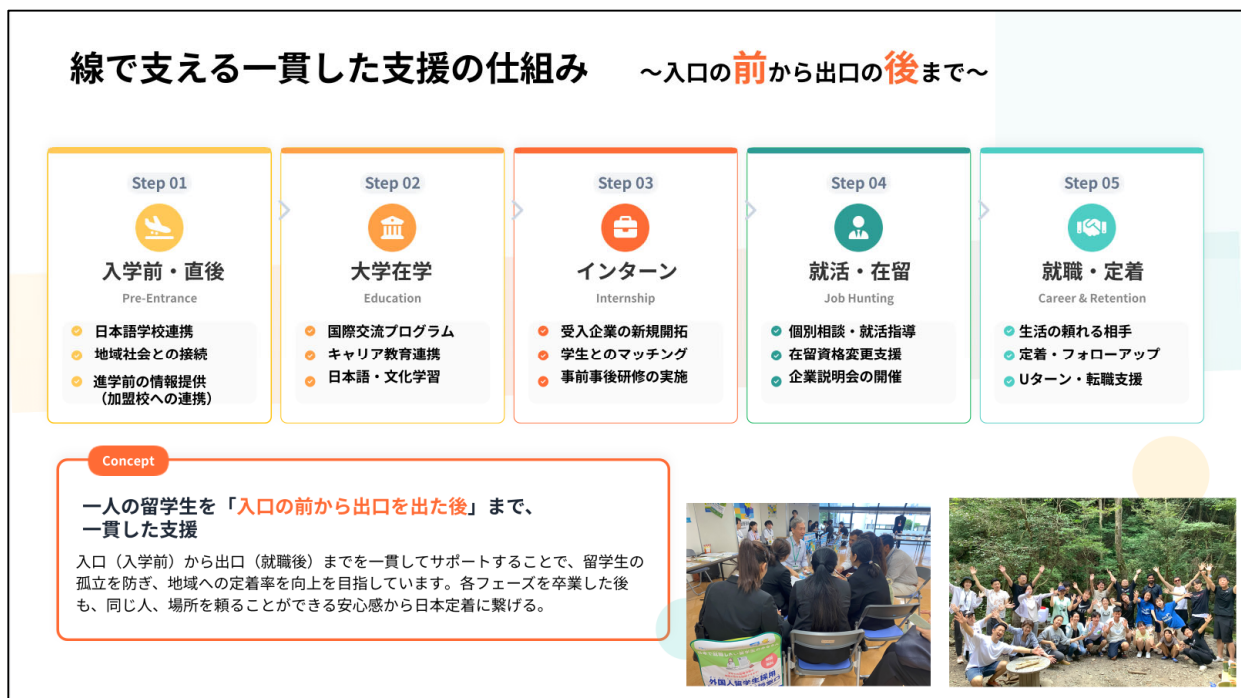 線で支える一貫した支援の仕組み ～入口の前から出口の後まで～
Step 01
入学前・直後
Pre-Entrance
日本語学校連携
地域社会との接続
進学前の情報提供
（加盟校への連携）
Step 02
大学在学
Education
国際交流プログラム
キャリア教育連携
日本語・文化学習
Step 03
インターン
Internship
受入企業の新規開拓
学生とのマッチング
事前事後研修の実施
Step 04
就活・在留
Job Hunting
個別相談・就活指導
在留資格変更支援
企業説明会の開催
Step 05
就職・定着
Career & Retention
生活の頼れる相手
定着・フォローアップ
Uターン・転職支援
Concept
一人の留学生を「入口の前から出口を出た後」まで、
一貫した支援
入口（入学前）から出口（就職後）までを一貫してサポートすることで、留学生の
孤立を防ぎ、地域への定着率を向上を目指しています。各フェーズを卒業した後
も、同じ人、場所を頼ることができる安心感から日本定着に繋げる。
外国人留学生採用